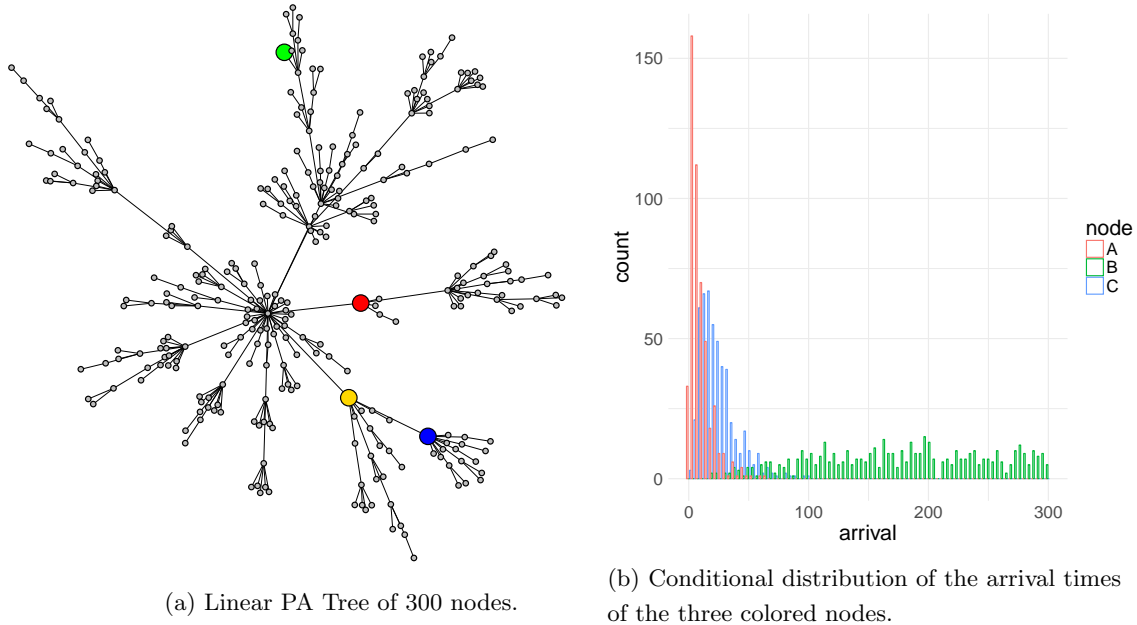 150
100
50
0
count
0
100
200
300
arrival
node
A
B
C
(a) Linear PA Tree of 300 nodes.
(b) Conditional distribution of the arrival times
of the three colored nodes.